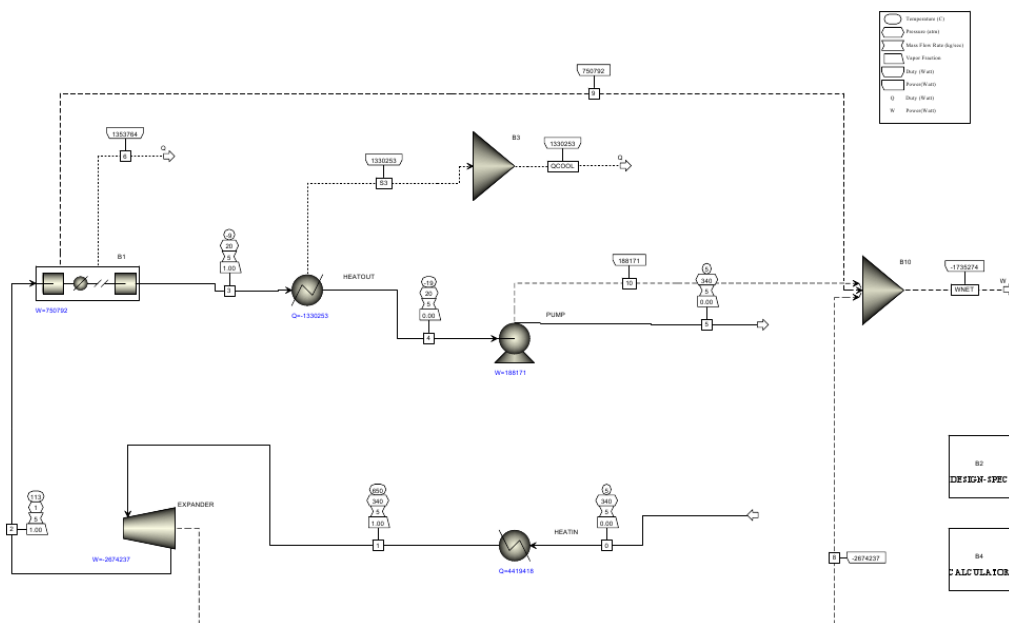 Temperature (C)
Pressure (atm)
Mass Flow Rate (kg/sec)
Vapor Fraction
Duty (Watt)
Power(Watt)
Q Duty (Watt)
W Power(Watt)
750792
9
1353764
6
Q
B3
1330253
S3
1330253
QCOOL
Q
B1
W=750792
-9
20
5
1.00
3
HEATOUT
Q=-1330253
-19
20
5
0.00
4
188171
10
5
340
5
0.00
5
PUMP
W=188171
B10
-1735274
WNET
W
113
1
5
1.00
2
EXPANDER
W=-2674237
650
340
5
1.00
1
HEATIN
Q=4419418
5
340
5
0.00
0
8
-2674237
B2
DESIGN-SPEC
B4
CALCULATOR